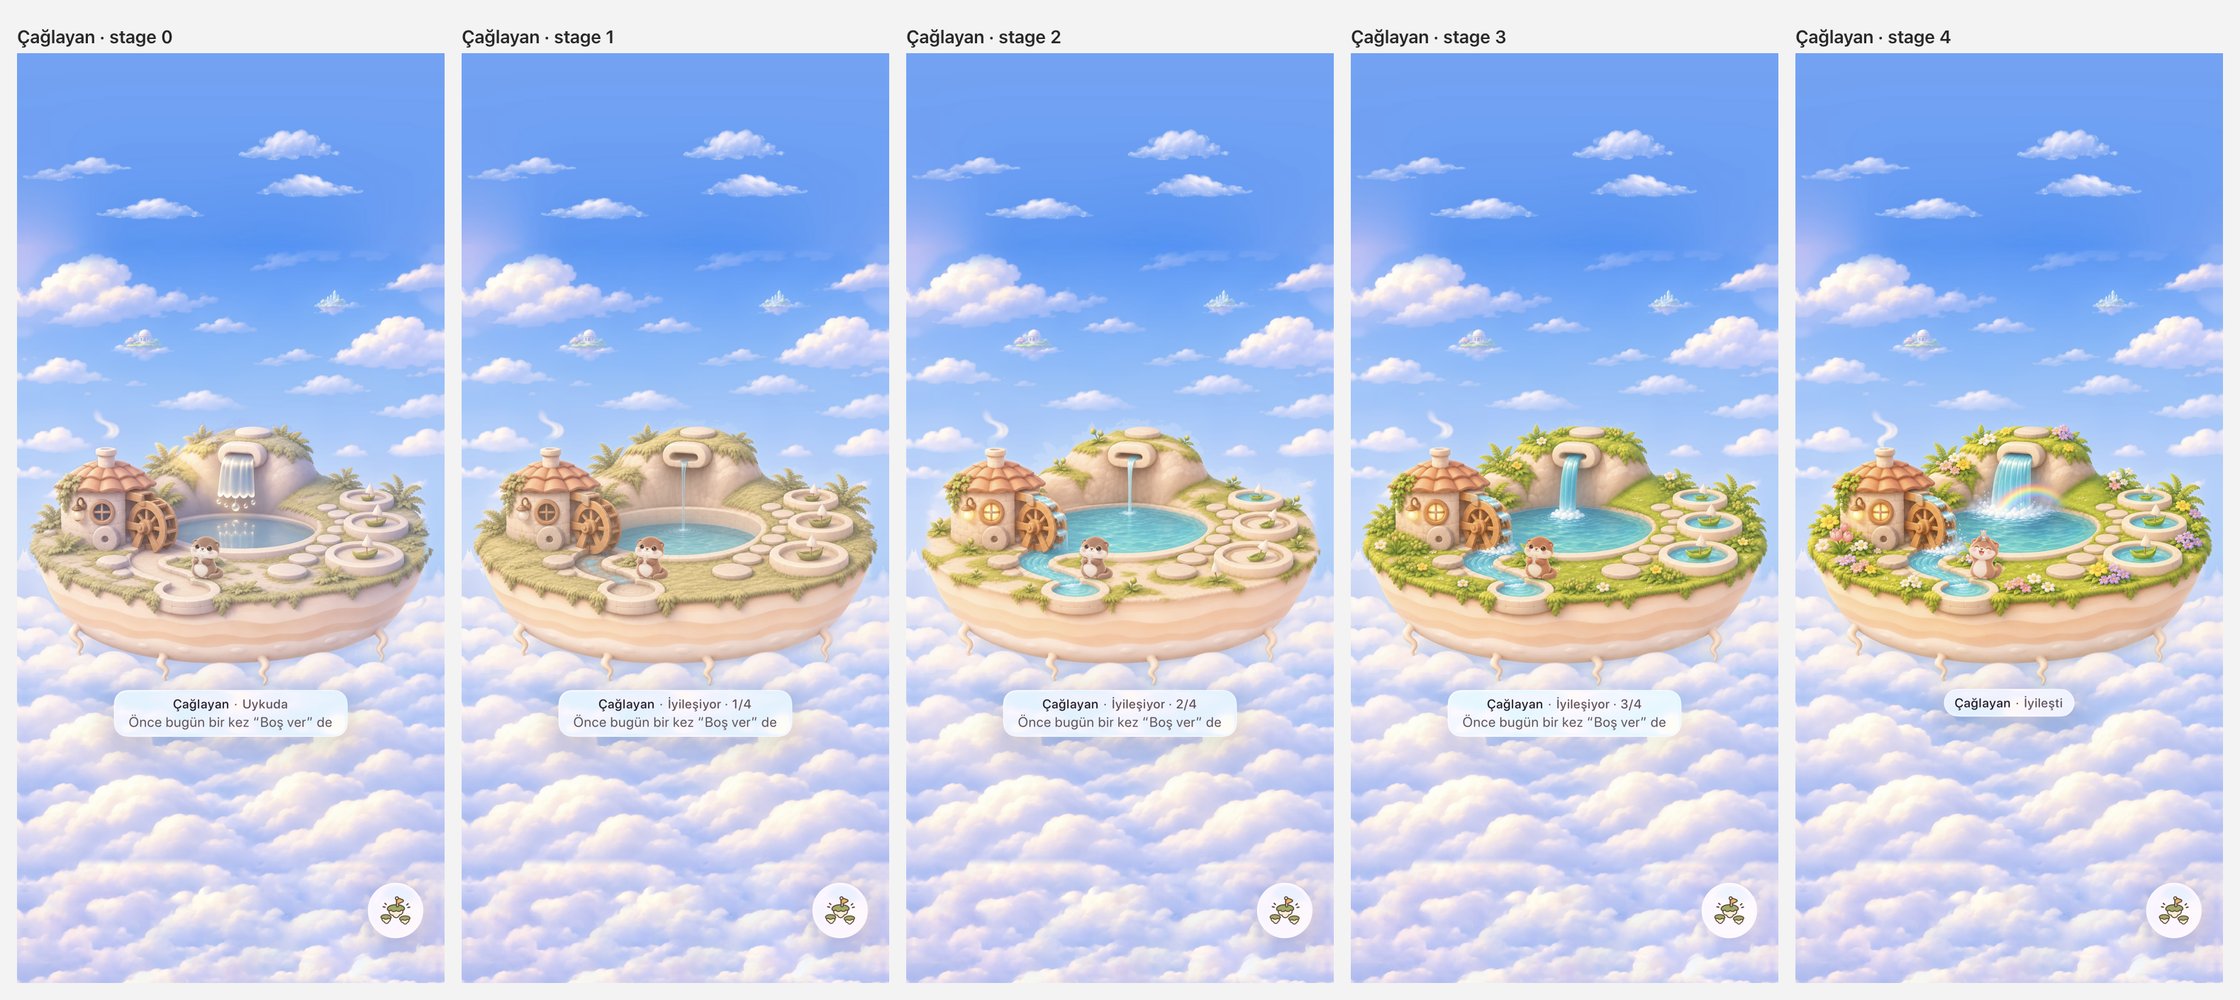 Çağlayan · stage 0
Çağlayan · Uykuda
Önce bugün bir kez “Boş ver” de
Çağlayan · stage 1
Çağlayan · İyileşiyor · 1/4
Önce bugün bir kez “Boş ver” de
Çağlayan · stage 2
Çağlayan · İyileşiyor · 2/4
Önce bugün bir kez “Boş ver” de
Çağlayan · stage 3
Çağlayan · İyileşiyor · 3/4
Önce bugün bir kez “Boş ver” de
Çağlayan · stage 4
Çağlayan · İyileşti